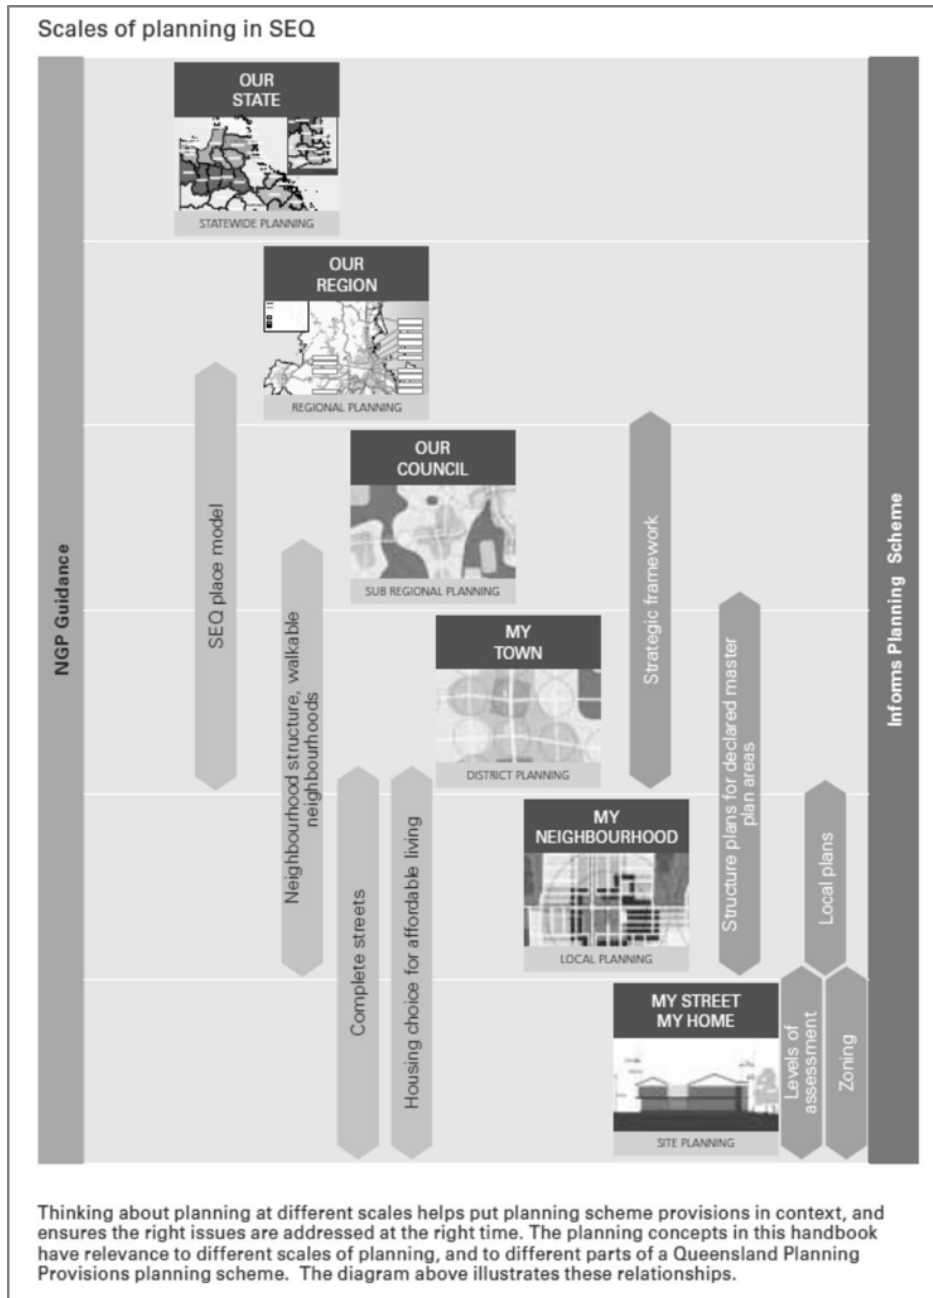 Scales of planning in SEQ
NGP Guidance
OUR
STATE
STATEWIDE PLANNING
OUR
REGION
REGIONAL PLANNING
OUR
COUNCIL
SUB REGIONAL PLANNING
MY
TOWN
DISTRICT PLANNING
MY
NEIGHBOURHOOD
LOCAL PLANNING
MY STREET
MY HOME
SITE PLANNING
SEQ place model
Neighbourhood structure, walkable
neighbourhoods
Complete streets
Housing choice for affordable living
Strategic framework
Structure plans for declared master
plan areas
Local plans
Levels of
assessment
Zoning
Informs Planning Scheme
Thinking about planning at different scales helps put planning scheme provisions in context, and
ensures the right issues are addressed at the right time. The planning concepts in this handbook
have relevance to different scales of planning, and to different parts of a Queensland Planning
Provisions planning scheme. The diagram above illustrates these relationships.